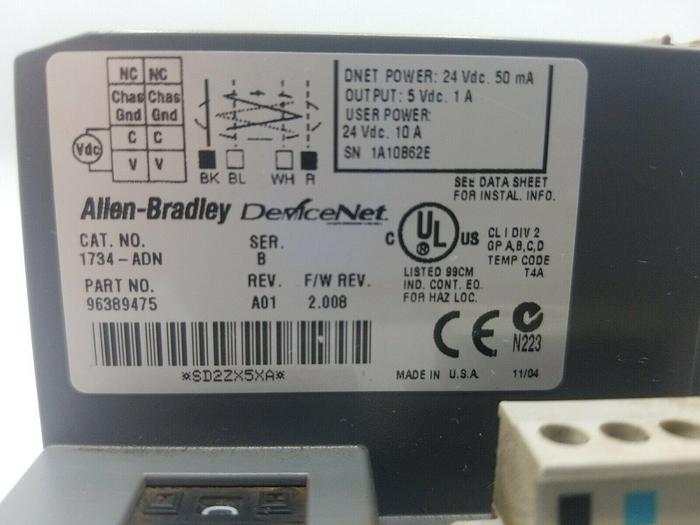 NC NC
Chas Chas
Gnd Gnd
C C
Vdc
V V
BK BL WH R
DNET POWER: 24 Vdc. 50 mA
OUTPUT: 5 Vdc. 1 A
USER POWER:
24 Vdc. 10 A
SN 1A10B62E
SEE DATA SHEET
FOR INSTAL. INFO.
Allen-Bradley DeviceNet
C UL US
CL I DIV 2
GP A,B,C,D
TEMP CODE
T4A
LISTED 99CM
IND. CONT. EQ.
FOR HAZ LOC.
CAT. NO. SER.
1734-ADN B
PART NO. REV. F/W REV.
96389475 A01 2.008
*SD2ZX5XA*
CE N223
MADE IN U.S.A. 11/04